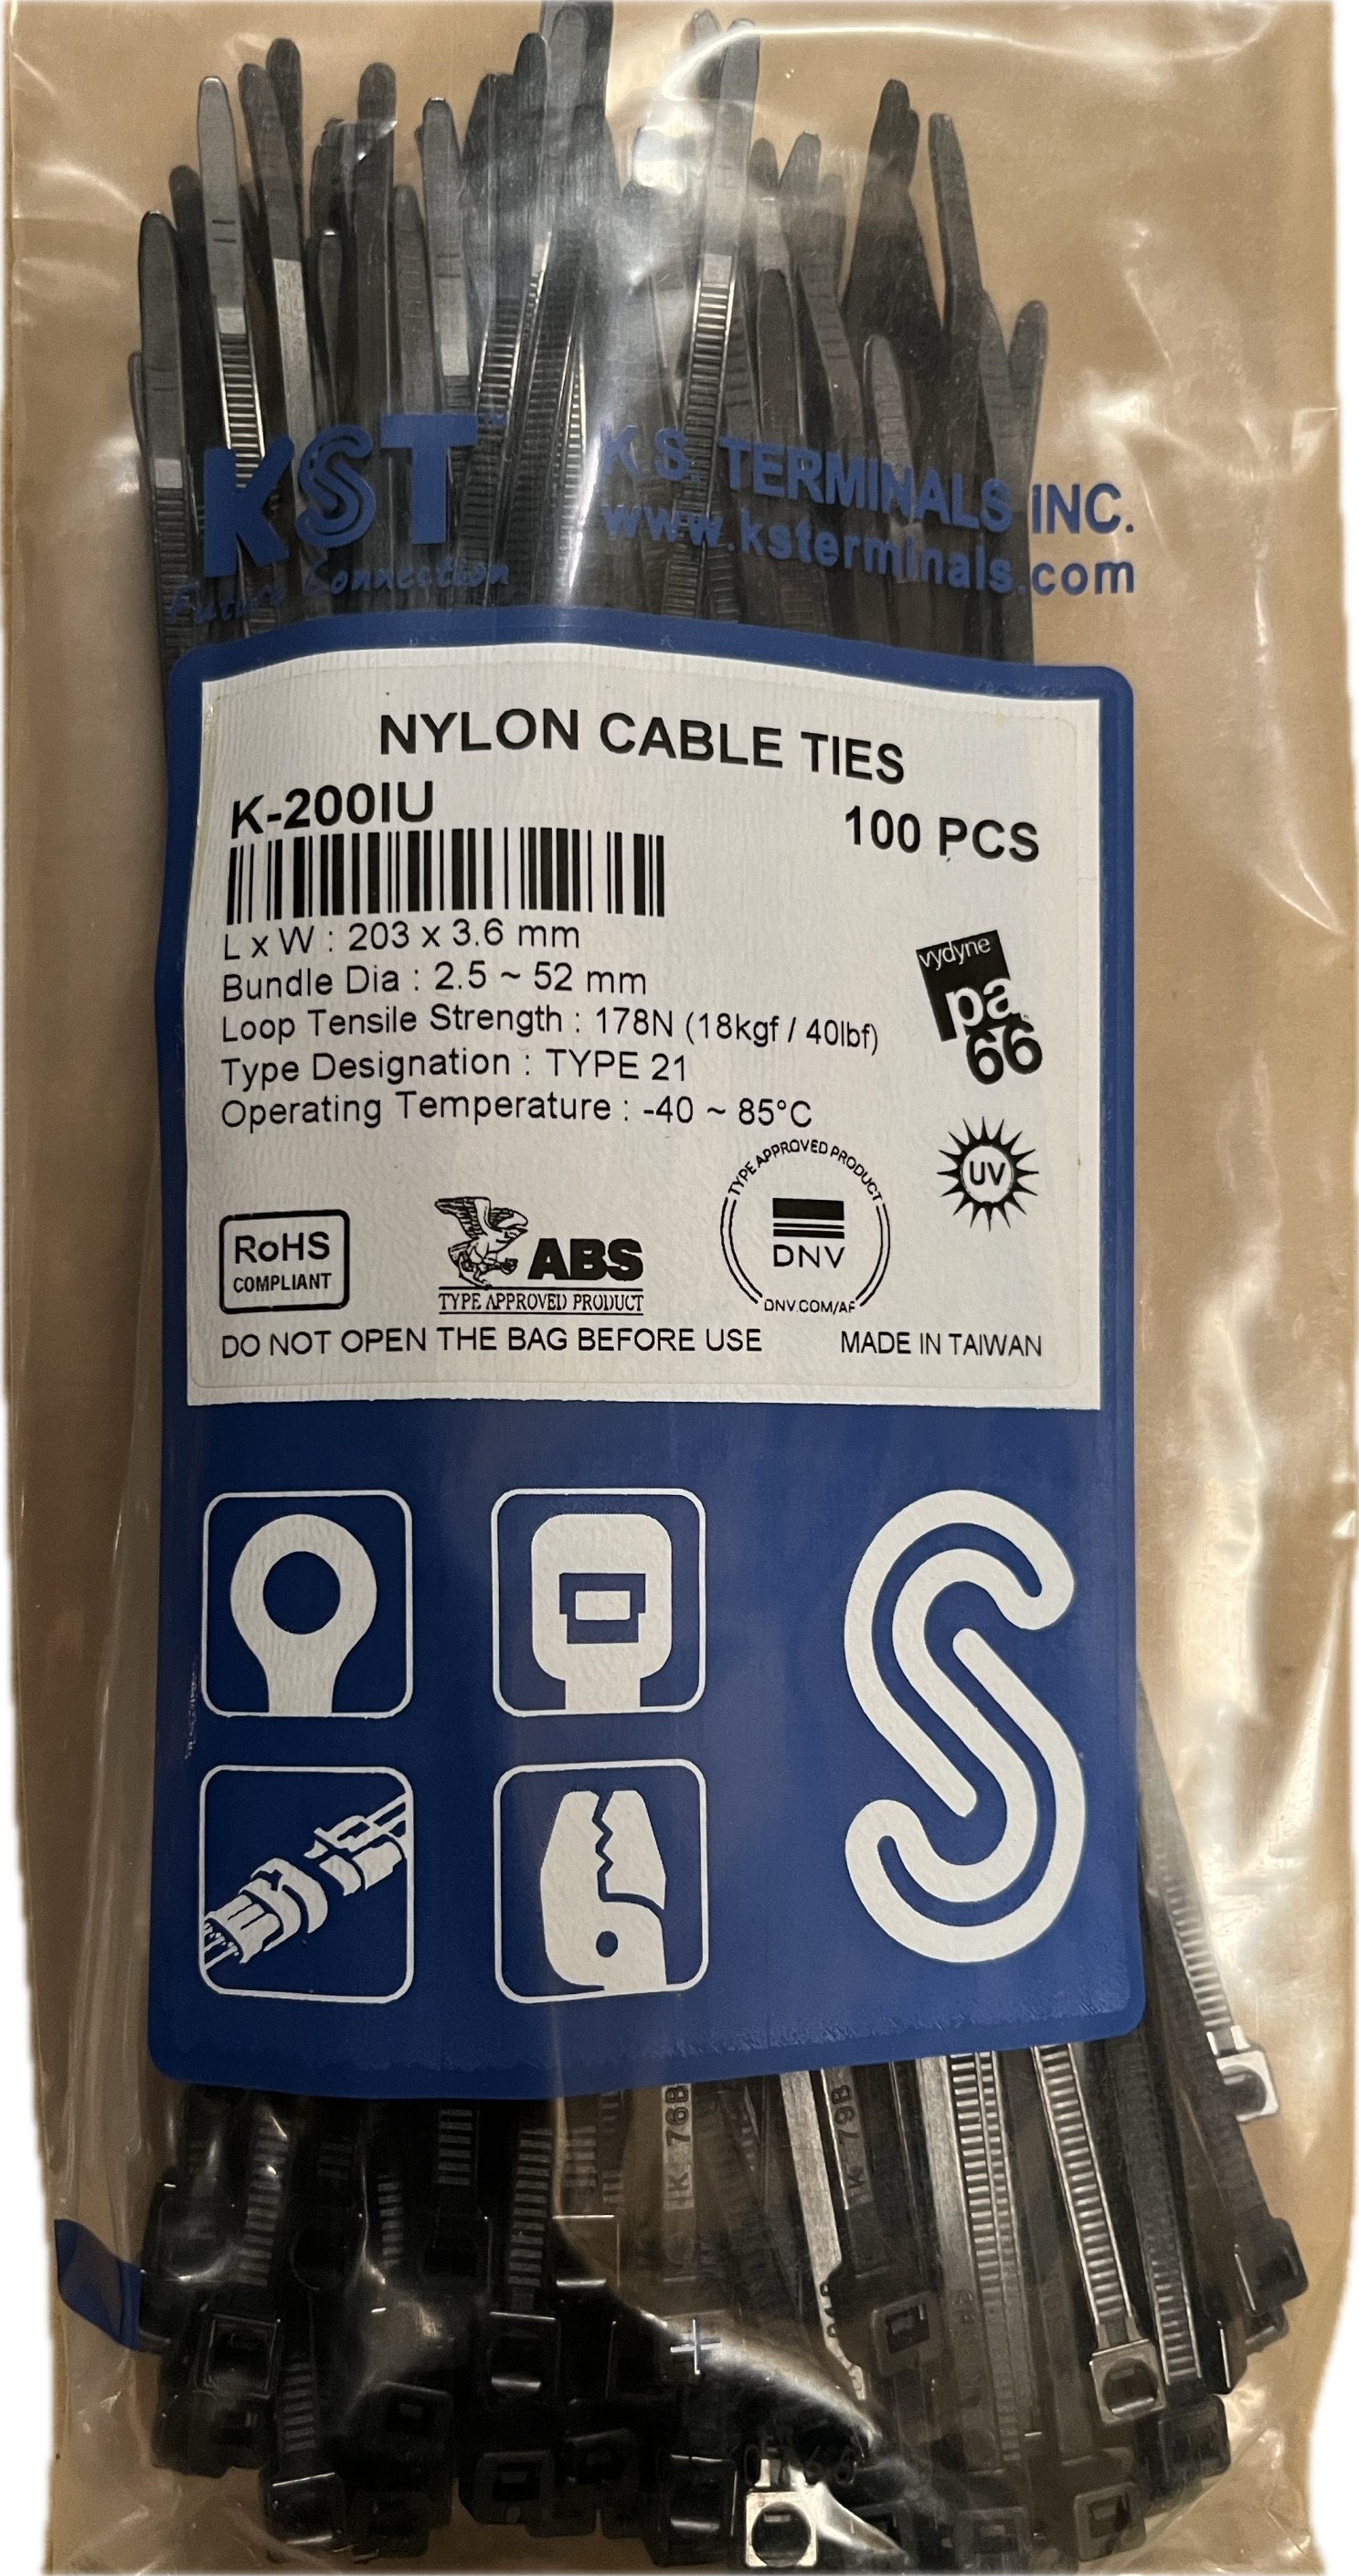 KST™
Future Connection
K.S. TERMINALS INC.
www.ksterminals.com
NYLON CABLE TIES
K-200IU
100 PCS
L x W : 203 x 3.6 mm
Bundle Dia : 2.5 ~ 52 mm
Loop Tensile Strength : 178N (18kgf / 40lbf)
Type Designation : TYPE 21
Operating Temperature : -40 ~ 85°C
vydyne
pa
66
UV
RoHS
COMPLIANT
ABS
TYPE APPROVED PRODUCT
TYPE APPROVED PRODUCT
DNV
DNV.COM/AF
DO NOT OPEN THE BAG BEFORE USE
MADE IN TAIWAN
K 76B
K 79B